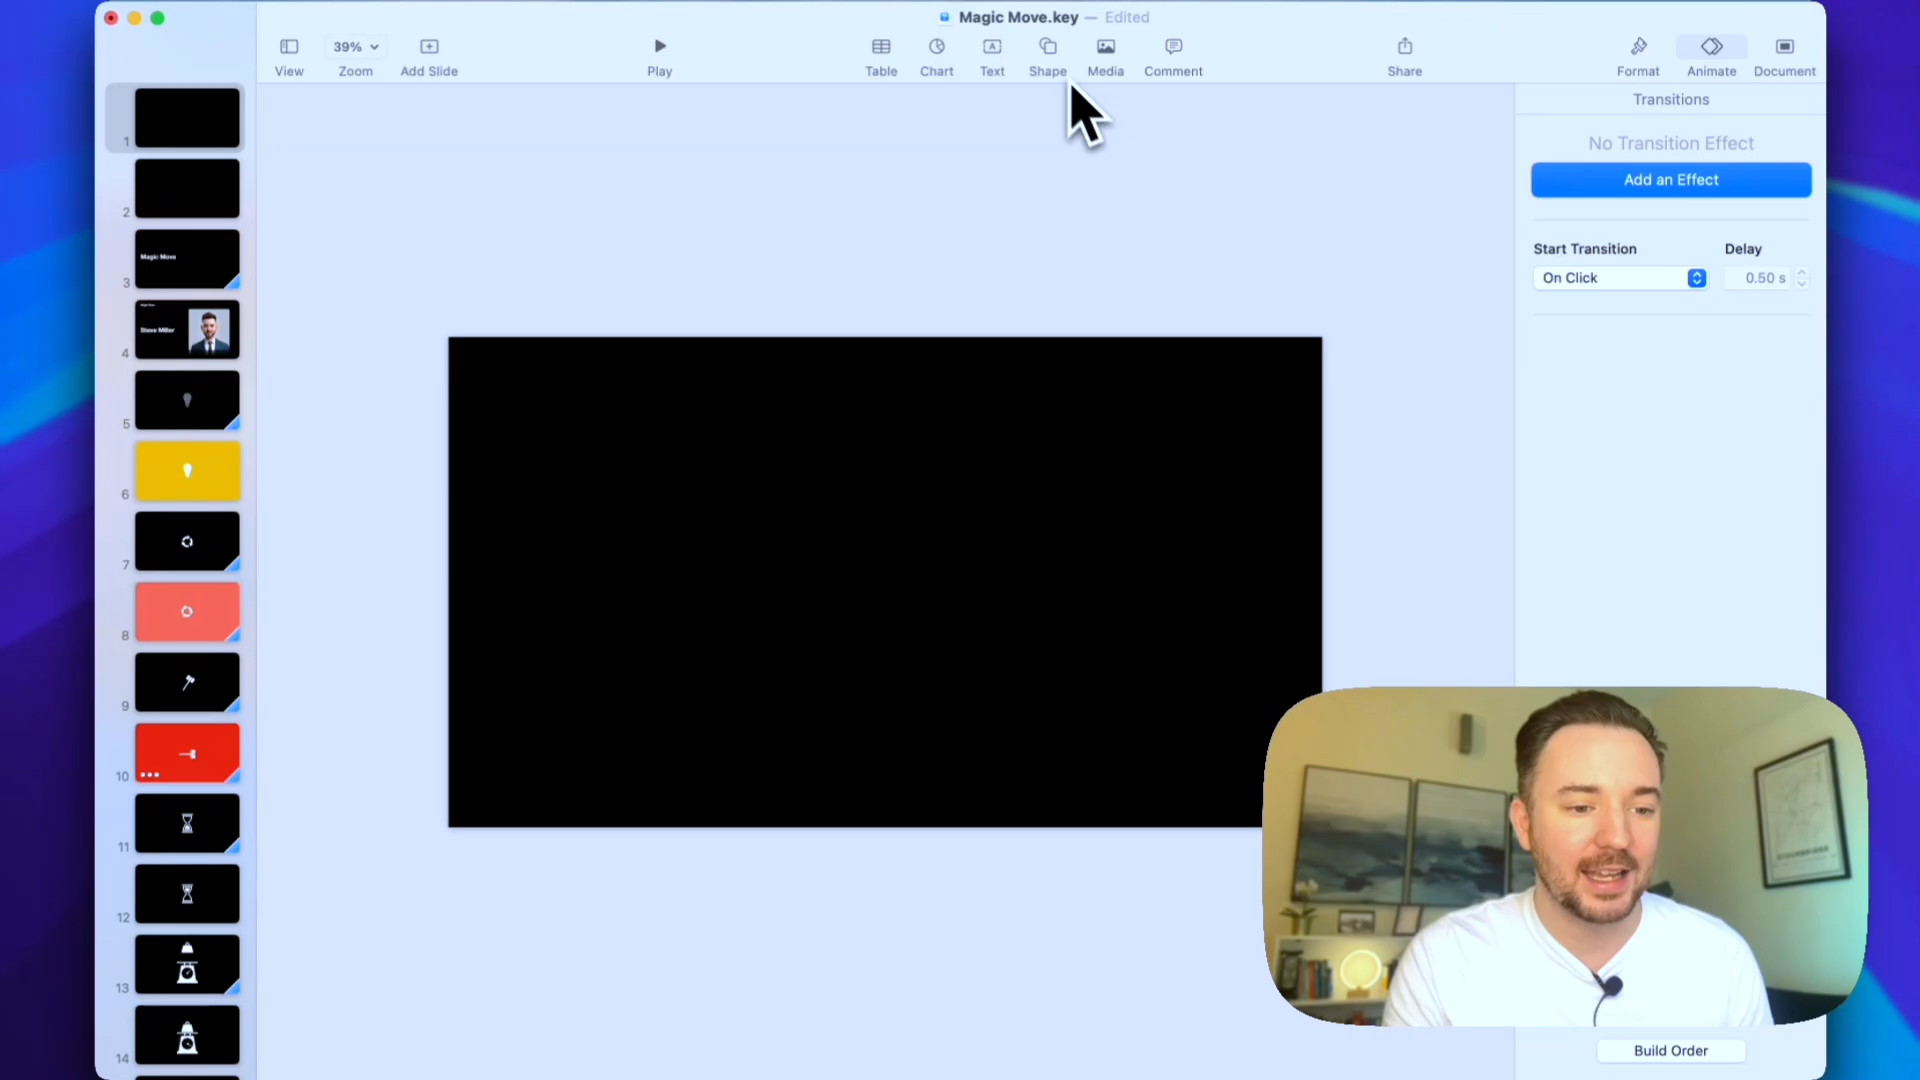 Magic Move.key — Edited
39%
View
Zoom
Add Slide
Play
Table
Chart
Text
Shape
Media
Comment
Share
Format
Animate
Document
Transitions
No Transition Effect
Add an Effect
Start Transition
Delay
On Click
0.50 s
Build Order
1
2
Magic Move
3
Steve Miller
4
5
6
7
8
9
10
11
12
13
14